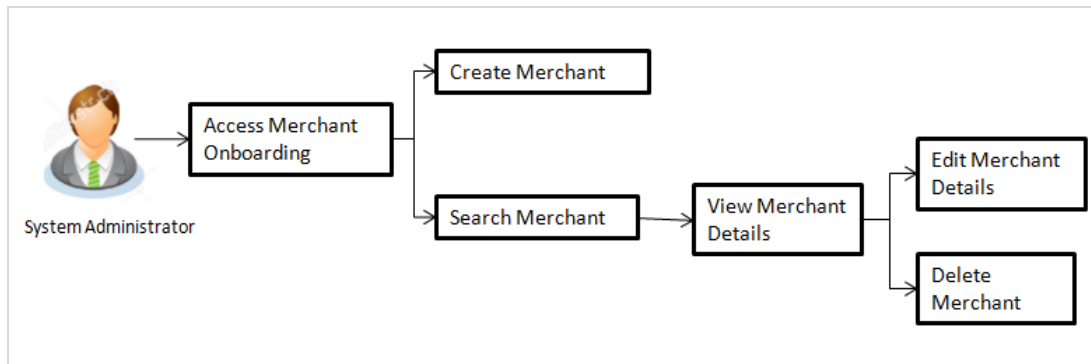 Create Merchant
Access Merchant
Onboarding
System Administrator
Search Merchant
View Merchant
Details
Edit Merchant
Details
Delete
Merchant